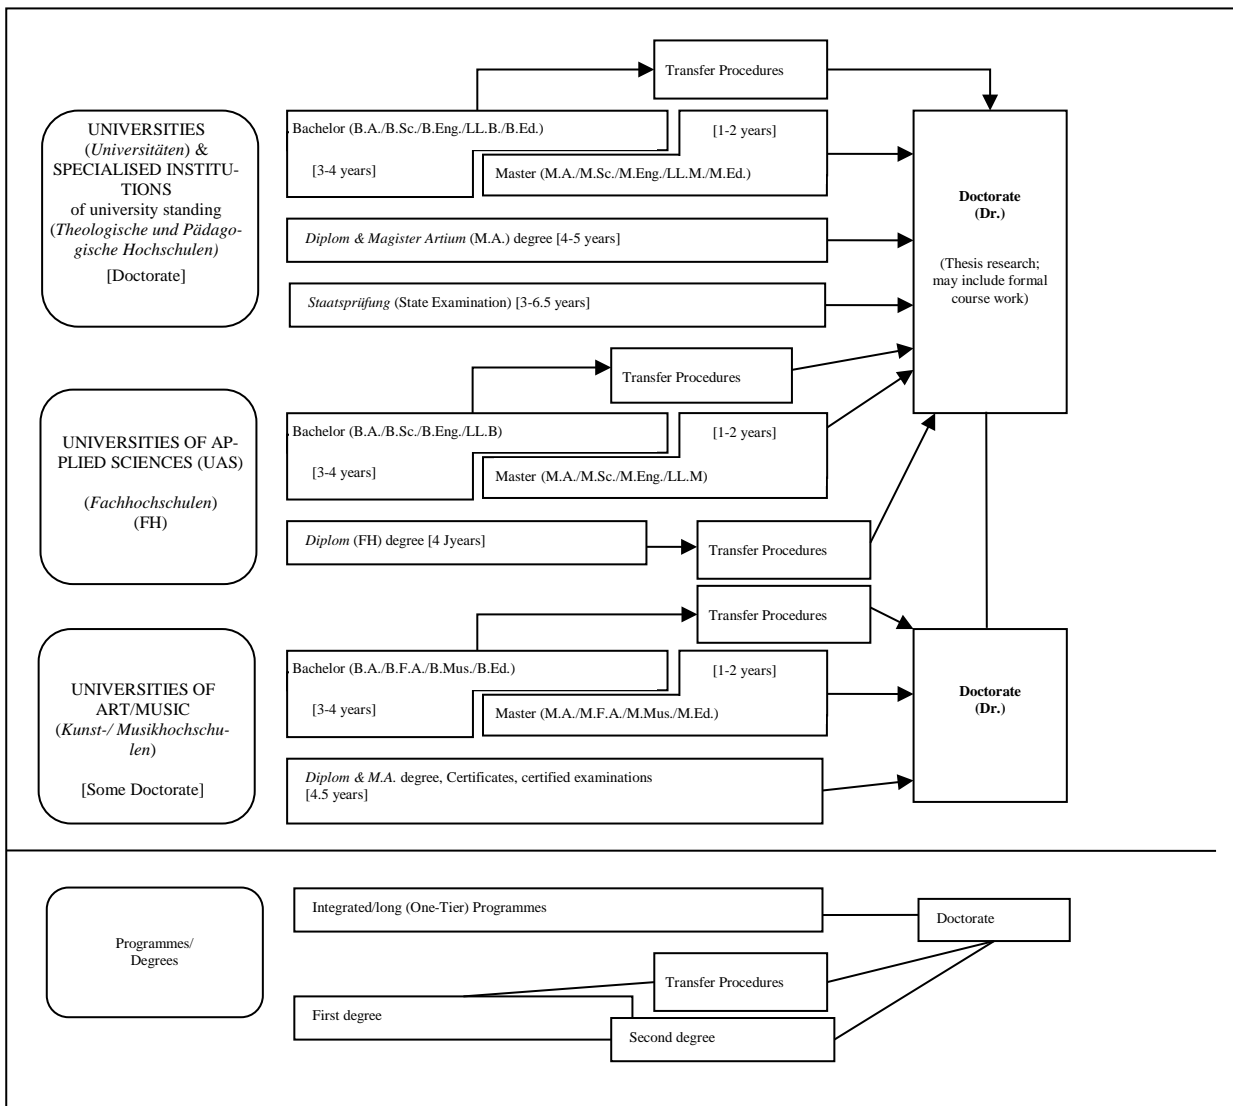 Transfer Procedures
UNIVERSITIES
(Universitäten) &
SPECIALISED INSTITU-
TIONS
of university standing
(Theologische und Pädago-
gische Hochschulen)
[Doctorate]
Bachelor (B.A./B.Sc./B.Eng./LL.B./B.Ed.)
[1-2 years]
[3-4 years]
Master (M.A./M.Sc./M.Eng./LL.M./M.Ed.)
Diplom & Magister Artium (M.A.) degree [4-5 years]
Staatsprüfung (State Examination) [3-6.5 years]
Doctorate
(Dr.)
(Thesis research;
may include formal
course work)
Transfer Procedures
UNIVERSITIES OF AP-
PLIED SCIENCES (UAS)
(Fachhochschulen)
(FH)
Bachelor (B.A./B.Sc./B.Eng./LL.B)
[1-2 years]
[3-4 years]
Master (M.A./M.Sc./M.Eng./LL.M)
Diplom (FH) degree [4 Jyears]
Transfer Procedures
Transfer Procedures
UNIVERSITIES OF
ART/MUSIC
(Kunst-/ Musikhochschu-
len)
[Some Doctorate]
Bachelor (B.A./B.F.A./B.Mus./B.Ed.)
[1-2 years]
[3-4 years]
Master (M.A./M.F.A./M.Mus./M.Ed.)
Diplom & M.A. degree, Certificates, certified examinations
[4.5 years]
Doctorate
(Dr.)
Programmes/
Degrees
Integrated/long (One-Tier) Programmes
Doctorate
Transfer Procedures
First degree
Second degree